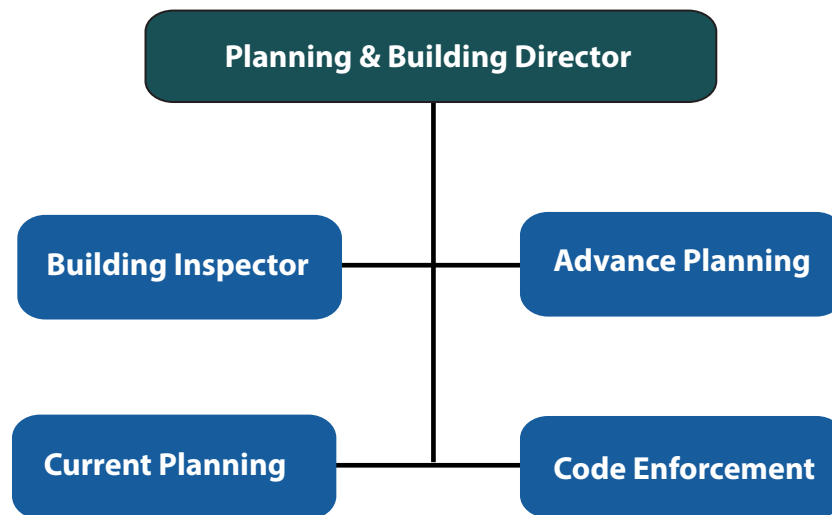 Planning & Building Director
Building Inspector
Advance Planning
Current Planning
Code Enforcement